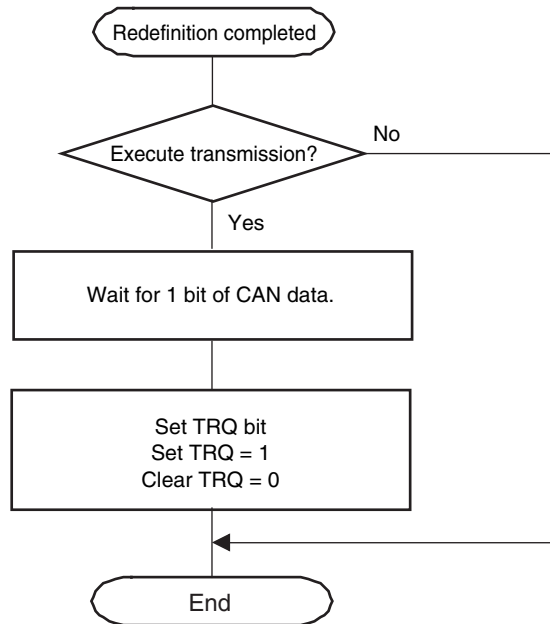 Redefinition completed
Execute transmission?
No
Yes
Wait for 1 bit of CAN data.
Set TRQ bit
Set TRQ = 1
Clear TRQ = 0
End